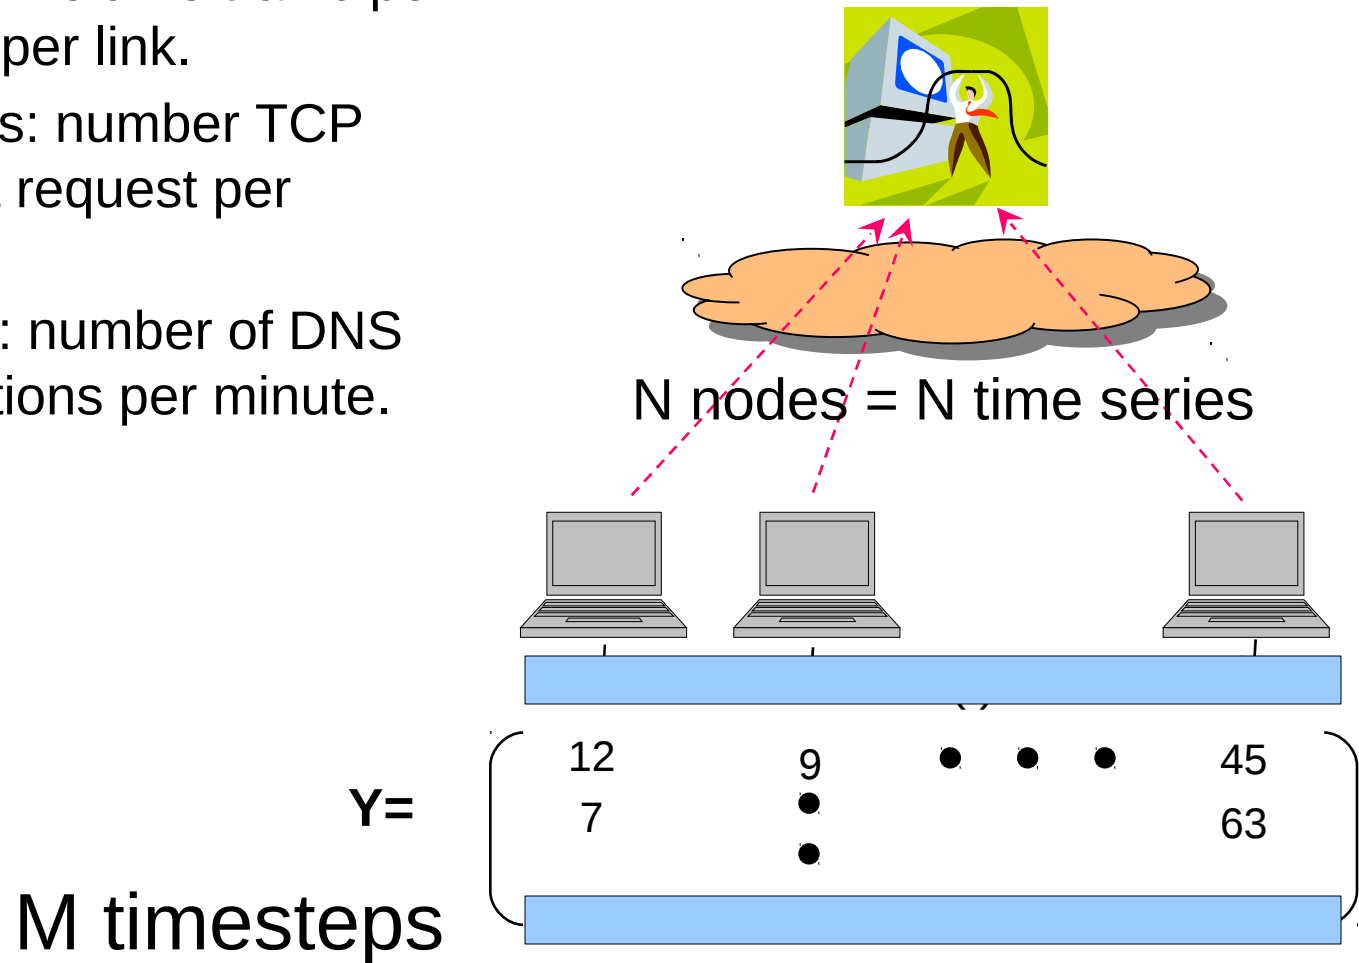 per link.
s: number TCP
request per
: number of DNS
tions per minute.
N nodes = N time series
12 9 45
Y=
7 63
M timesteps